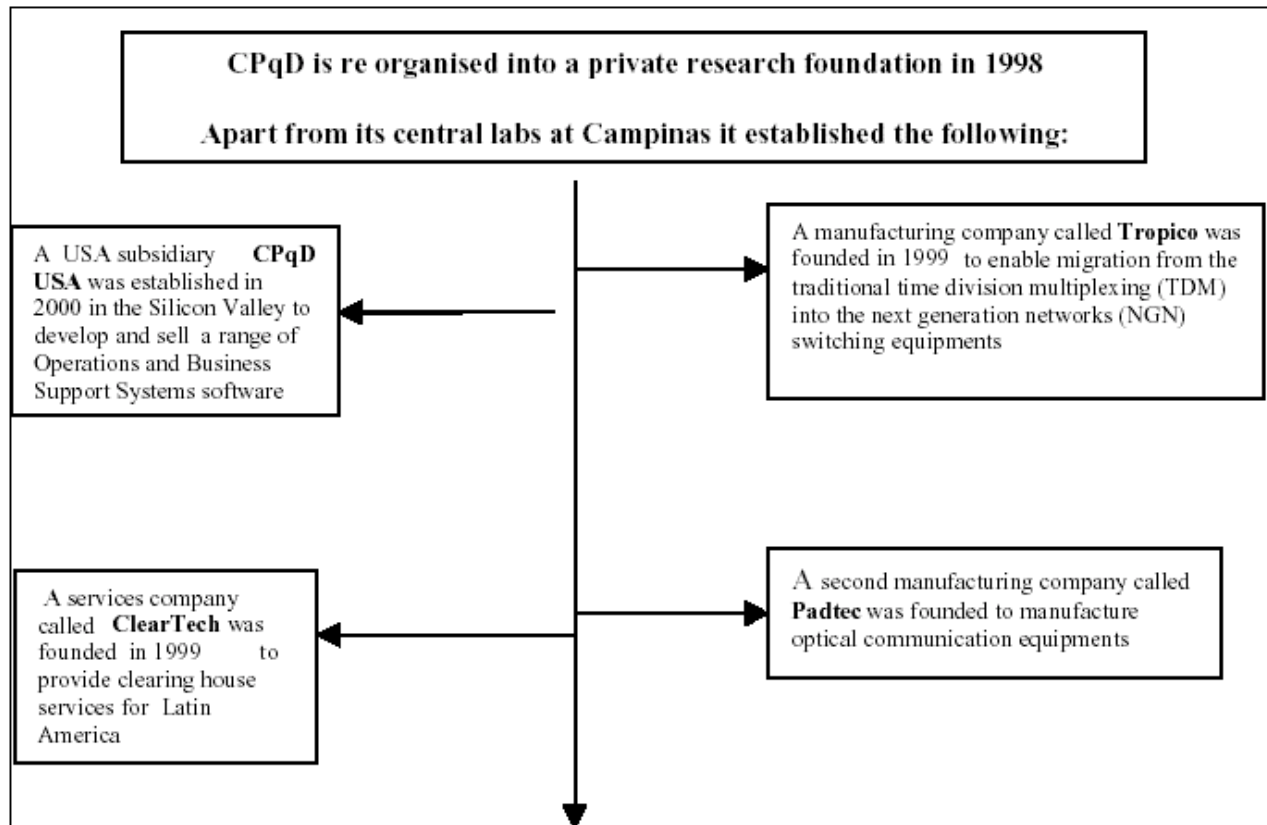 CPqD is re organised into a private research foundation in 1998
Apart from its central labs at Campinas it established the following:
A USA subsidiary CPqD
USA was established in
2000 in the Silicon Valley to
develop and sell a range of
Operations and Business
Support Systems software
A manufacturing company called Tropico was
founded in 1999 to enable migration from the
traditional time division multiplexing (TDM)
into the next generation networks (NGN)
switching equipments
A services company
called ClearTech was
founded in 1999 to
provide clearing house
services for Latin
America
A second manufacturing company called
Padtec was founded to manufacture
optical communication equipments